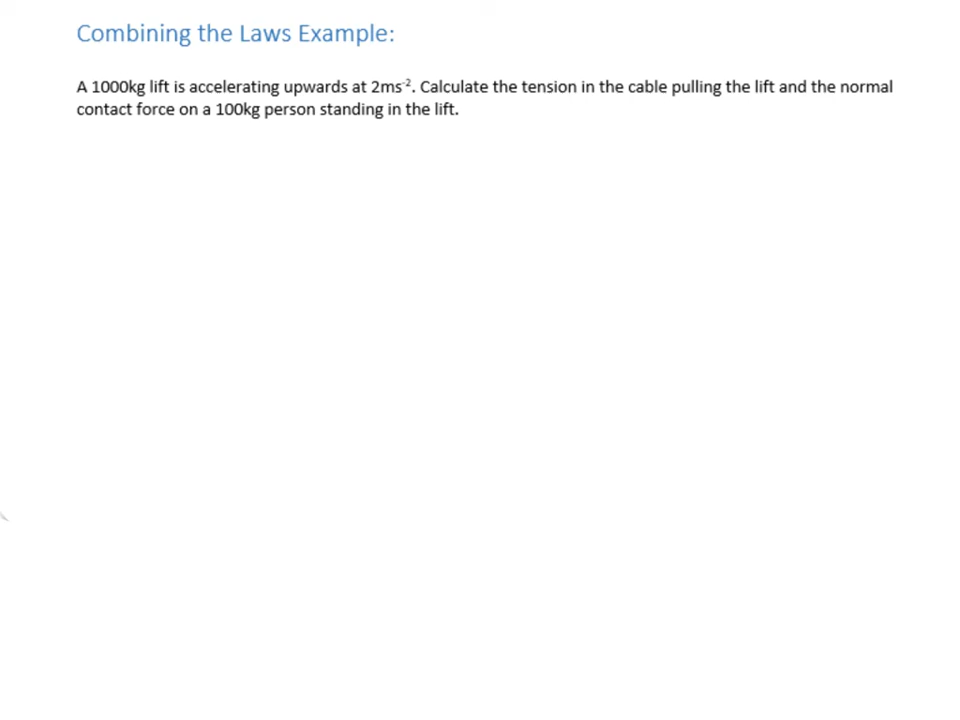 Combining the Laws Example:
A 1000kg lift is accelerating upwards at 2ms⁻². Calculate the tension in the cable pulling the lift and the normal
contact force on a 100kg person standing in the lift.